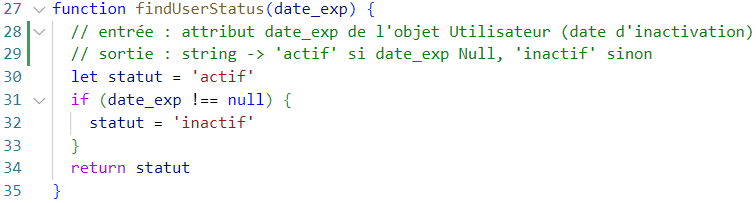 27 function findUserStatus(date_exp) {
28 // entrée : attribut date_exp de l'objet Utilisateur (date d'inactivation)
29 // sortie : string -> 'actif' si date_exp Null, 'inactif' sinon
30 let statut = 'actif'
31 if (date_exp !== null) {
32 statut = 'inactif'
33 }
34 return statut
35 }